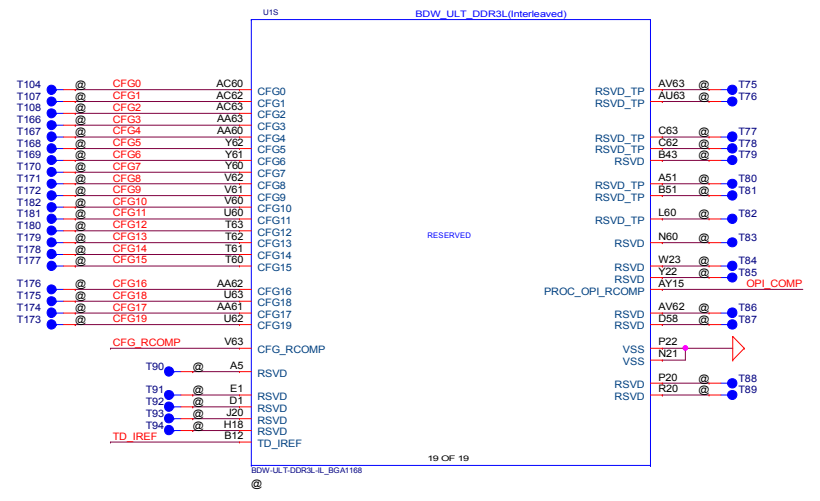 U1S BDW_ULT_DDR3L(Interleaved)
T104 @ CFG0 AC60 CFG0 RSVD_TP AV63 @ T75
T107 @ CFG1 AC62 CFG1 RSVD_TP AU63 @ T76
T108 @ CFG2 AC63 CFG2
T166 @ CFG3 AA63 CFG3
T167 @ CFG4 AA60 CFG4 RSVD_TP C63 @ T77
T168 @ CFG5 Y62 CFG5 RSVD_TP C62 @ T78
T169 @ CFG6 Y61 CFG6 RSVD B43 @ T79
T170 @ CFG7 Y60 CFG7
T171 @ CFG8 V62 CFG8 RSVD_TP A51 @ T80
T172 @ CFG9 V61 CFG9 RSVD_TP B51 @ T81
T182 @ CFG10 V60 CFG10
T181 @ CFG11 U60 CFG11 RSVD_TP L60 @ T82
T180 @ CFG12 T63 CFG12
T179 @ CFG13 T62 CFG13 RESERVED RSVD N60 @ T83
T178 @ CFG14 T61 CFG14
T177 @ CFG15 T60 CFG15 RSVD W23 @ T84
RSVD Y22 @ T85
T176 @ CFG16 AA62 CFG16 PROC_OPI_RCOMP AY15 OPI_COMP
T175 @ CFG18 U63 CFG18
T174 @ CFG17 AA61 CFG17 RSVD AV62 @ T86
T173 @ CFG19 U62 CFG19 RSVD D58 @ T87
CFG_RCOMP V63 CFG_RCOMP VSS P22
VSS N21
T90 @ A5 RSVD
RSVD P20 @ T88
T91 @ E1 RSVD RSVD R20 @ T89
T92 @ D1 RSVD
T93 @ J20 RSVD
T94 @ H18 RSVD
TD_IREF B12 TD_IREF
19 OF 19
BDW-ULT-DDR3L-IL_BGA1168
@